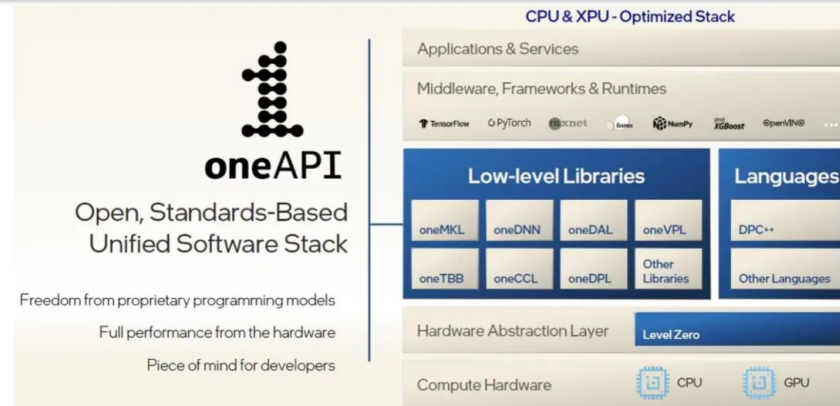 CPU & XPU - Optimized Stack
oneAPI
Open, Standards-Based
Unified Software Stack
Freedom from proprietary programming models
Full performance from the hardware
Piece of mind for developers
Applications & Services
Middleware, Frameworks & Runtimes
TensorFlow PyTorch mxnet NumPy XGBoost OpenVINO ...
Low-level Libraries
oneMKL oneDNN oneDAL oneVPL
oneTBB oneCCL oneDPL Other
Libraries
Languages
DPC++
Other Languages
Hardware Abstraction Layer Level Zero
Compute Hardware CPU GPU